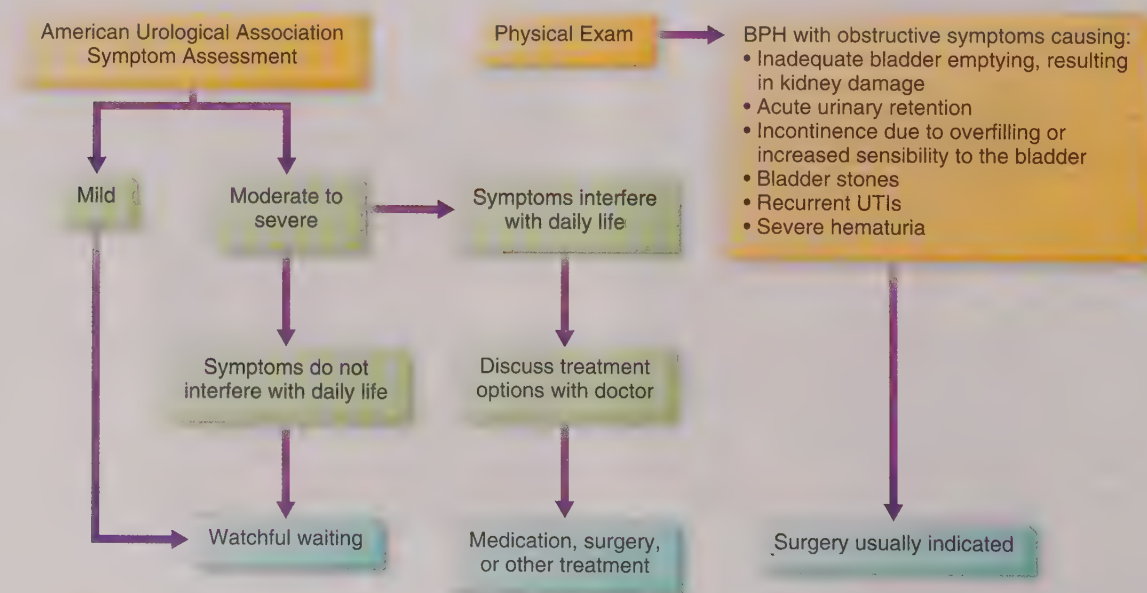 American Urological Association
Symptom Assessment
Physical Exam
BPH with obstructive symptoms causing:
• Inadequate bladder emptying, resulting
in kidney damage
• Acute urinary retention
• Incontinence due to overfilling or
increased sensibility to the bladder
• Bladder stones
• Recurrent UTIs
• Severe hematuria
Mild
Moderate to
severe
Symptoms interfere
with daily life
Symptoms do not
interfere with daily life
Discuss treatment
options with doctor
Watchful waiting
Medication, surgery,
or other treatment
Surgery usually indicated